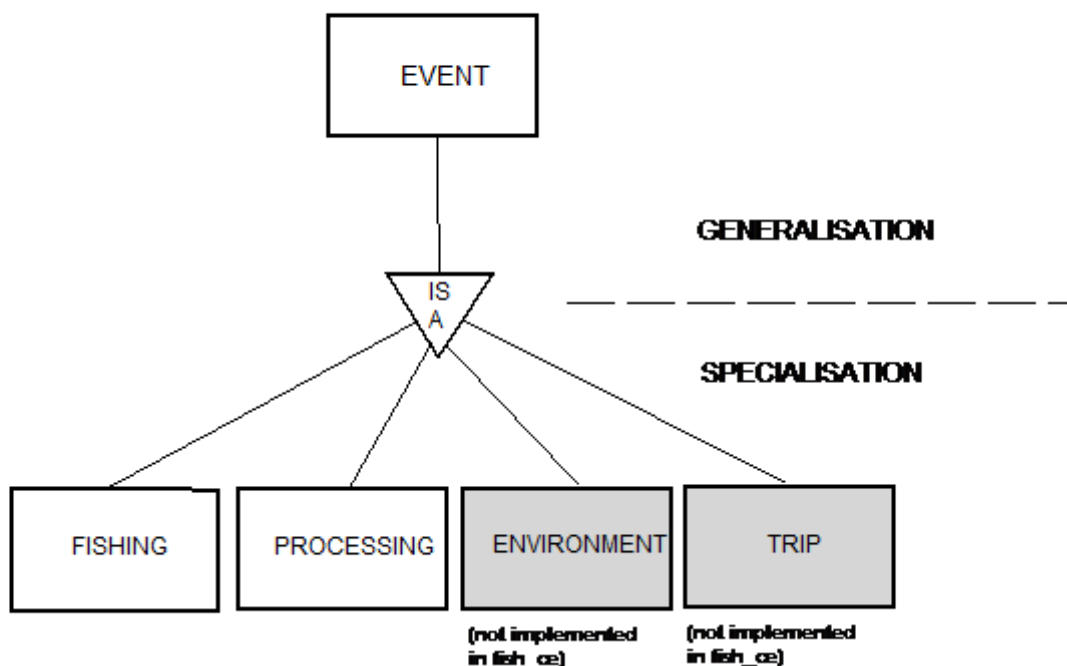 EVENT
GENERALISATION
IS
A
SPECIALISATION
FISHING
PROCESSING
ENVIRONMENT
TRIP
(not implemented
in fish_ce)
(not implemented
in fish_ce)